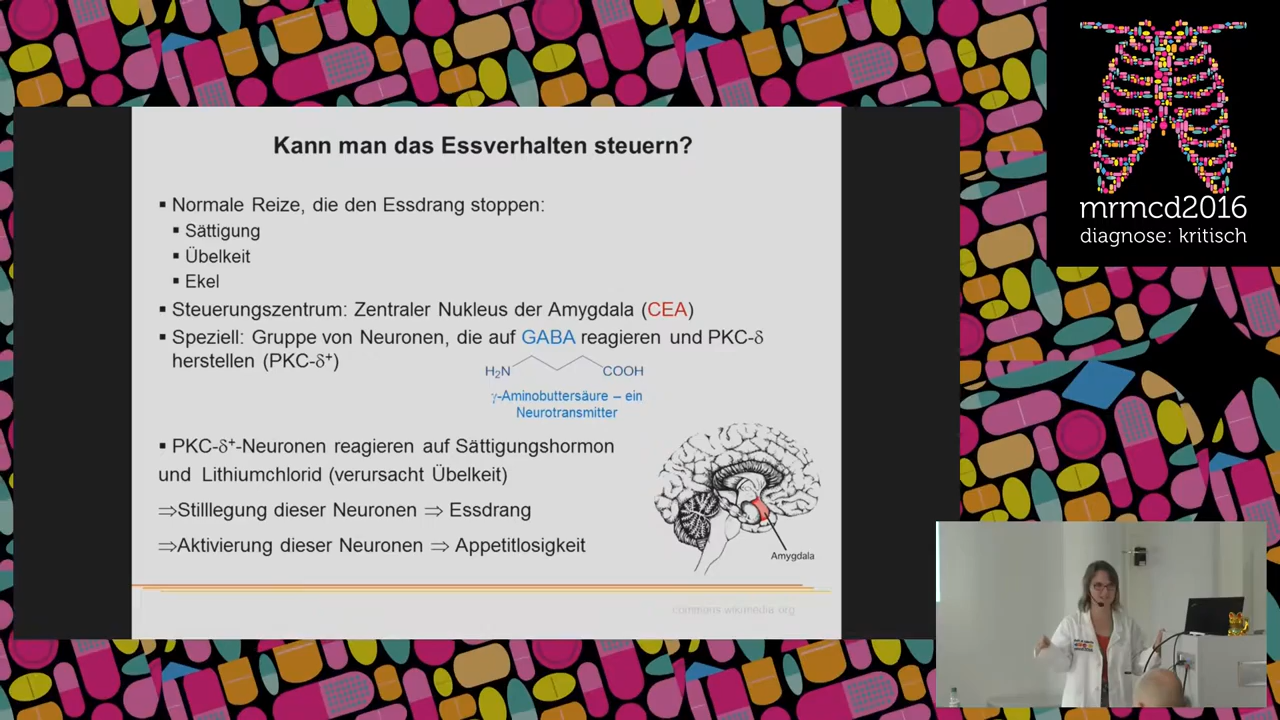 Kann man das Essverhalten steuern?
▪ Normale Reize, die den Essdrang stoppen:
▪ Sättigung
▪ Übelkeit
▪ Ekel
▪ Steuerungszentrum: Zentraler Nukleus der Amygdala (CEA)
▪ Speziell: Gruppe von Neuronen, die auf GABA reagieren und PKC-δ
herstellen (PKC-δ⁺)
H₂N COOH
γ-Aminobuttersäure – ein
Neurotransmitter
▪ PKC-δ⁺-Neuronen reagieren auf Sättigungshormon
und Lithiumchlorid (verursacht Übelkeit)
⇒Stilllegung dieser Neuronen ⇒ Essdrang
⇒Aktivierung dieser Neuronen ⇒ Appetitlosigkeit
Amygdala
commons.wikimedia.org
mrmcd2016
diagnose: kritisch